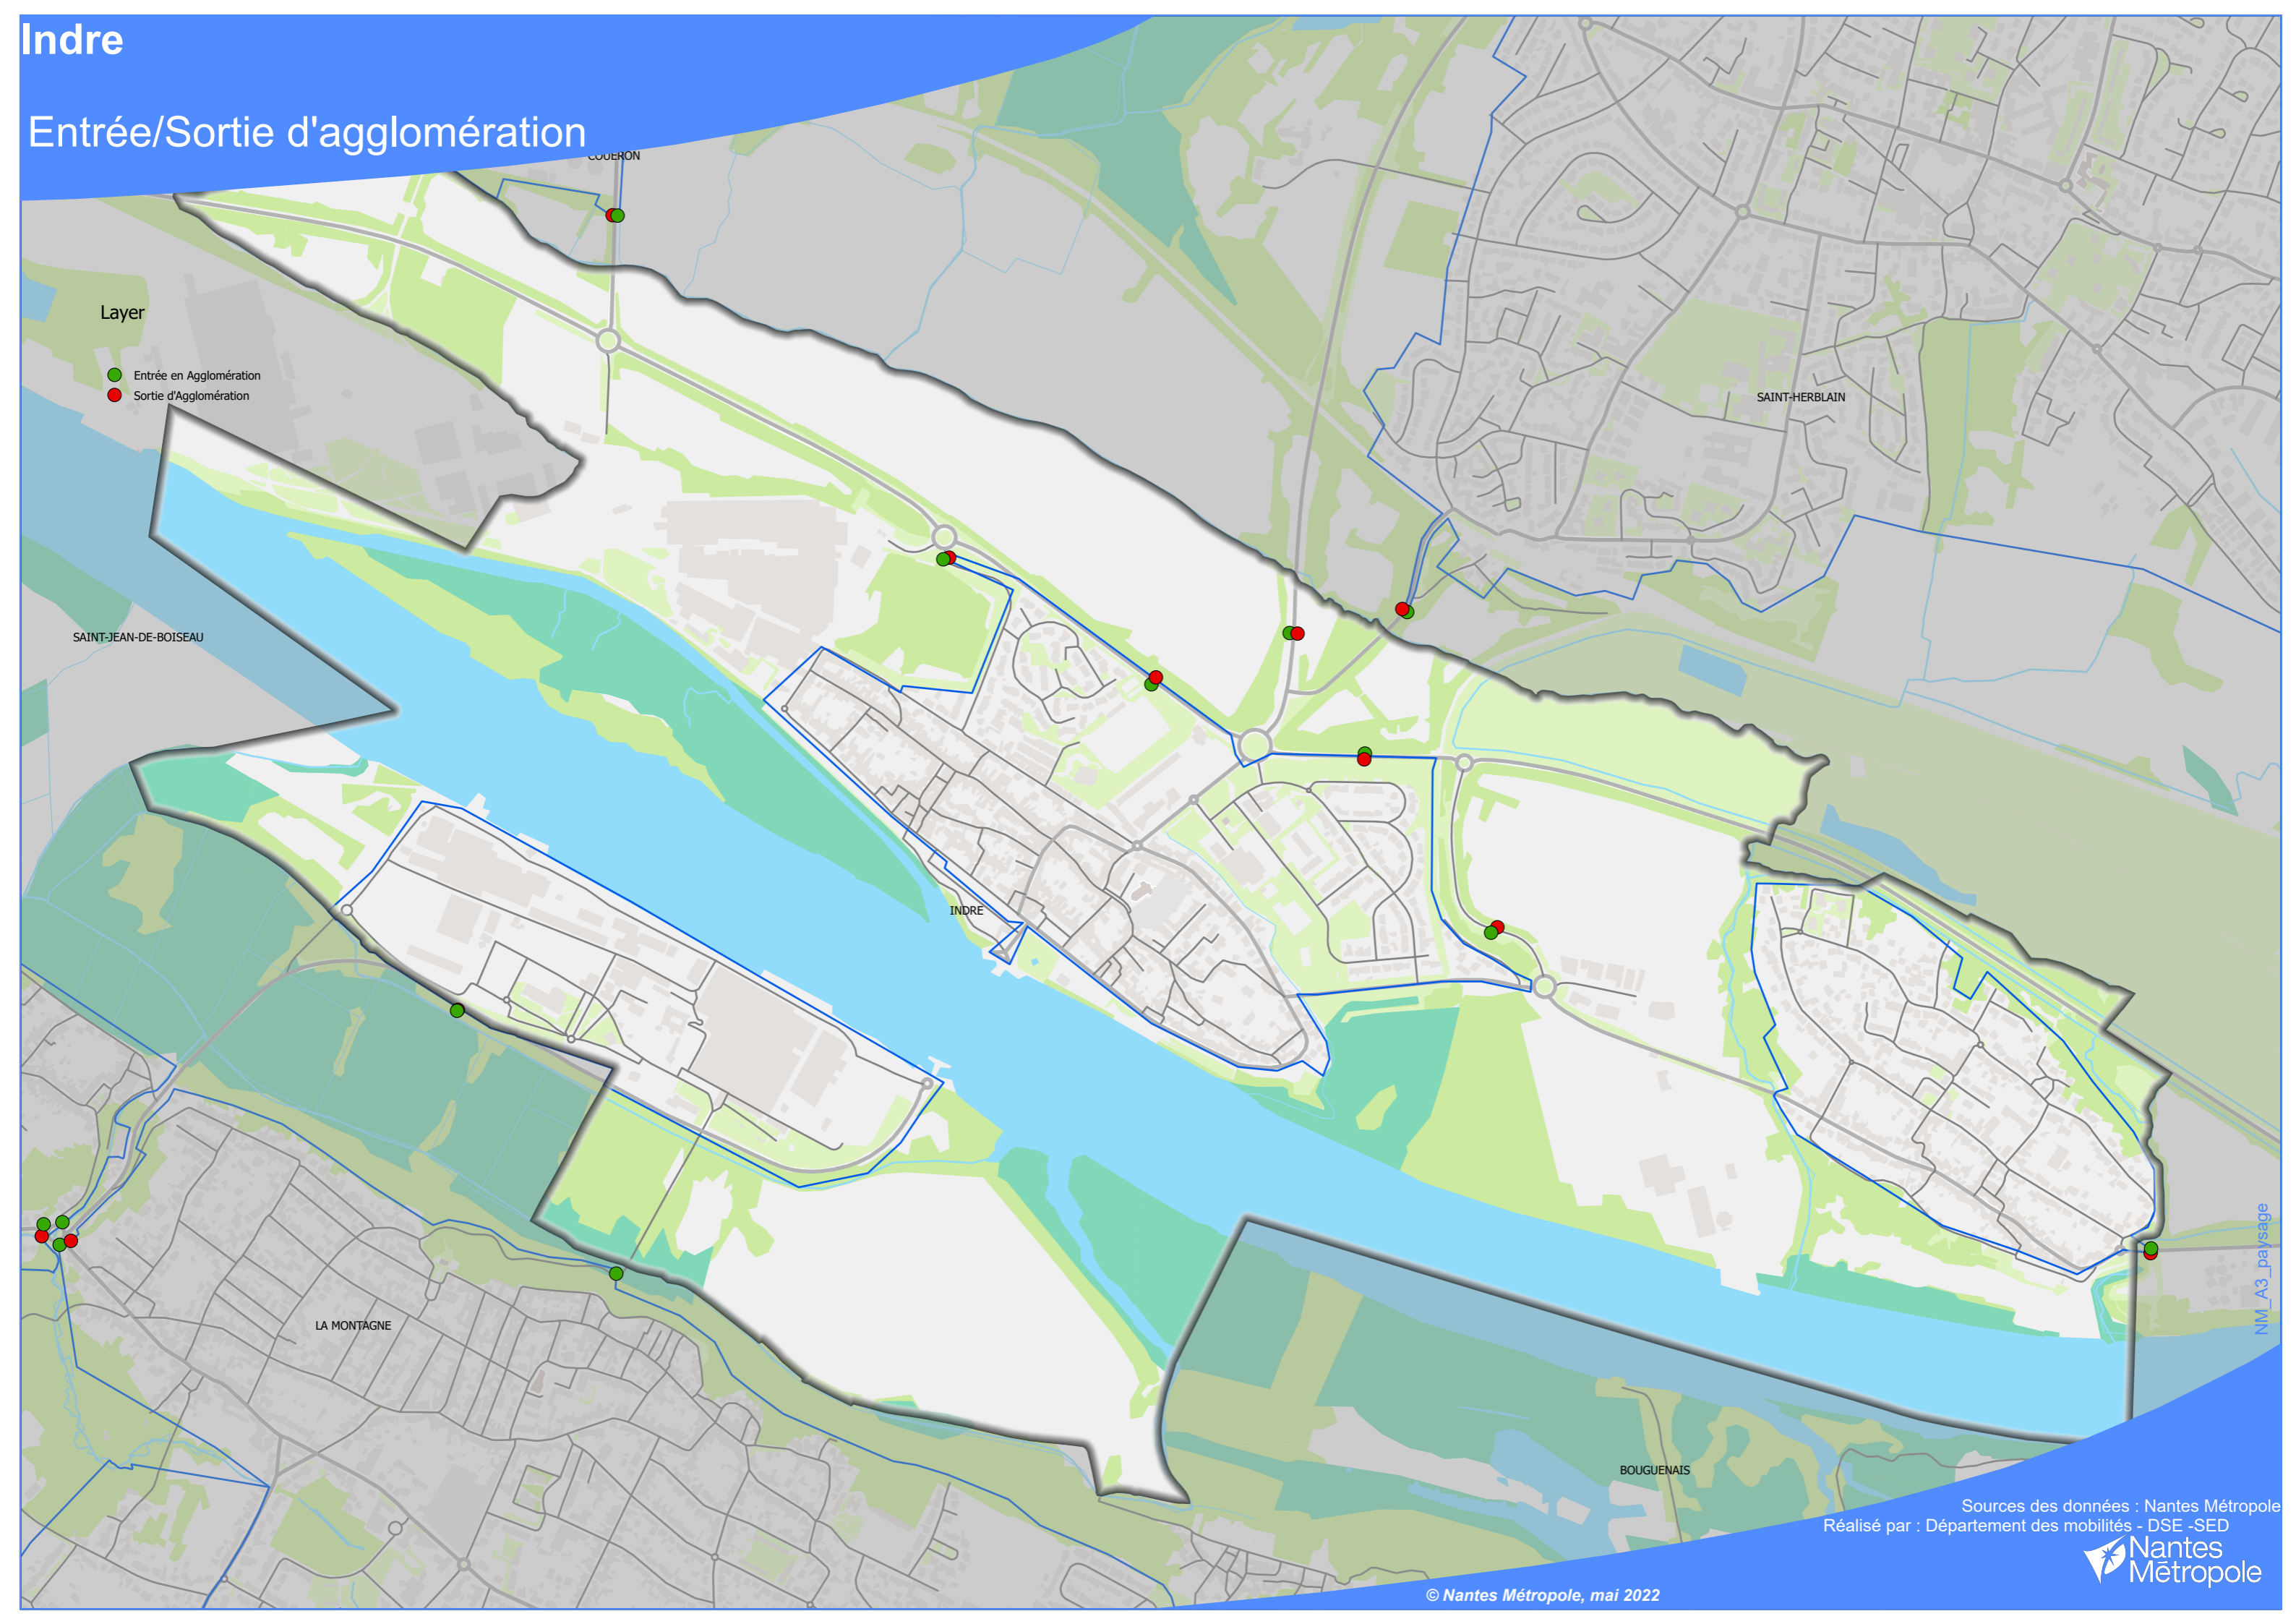 Indre
Entrée/Sortie d'agglomération
COUERON
Layer
Entrée en Agglomération
Sortie d'Agglomération
SAINT-HERBLAIN
SAINT-JEAN-DE-BOISEAU
INDRE
LA MONTAGNE
BOUGUENAIS
NM_A3_paysage
Sources des données : Nantes Métropole
Réalisé par : Département des mobilités - DSE -SED
Nantes
Métropole
© Nantes Métropole, mai 2022